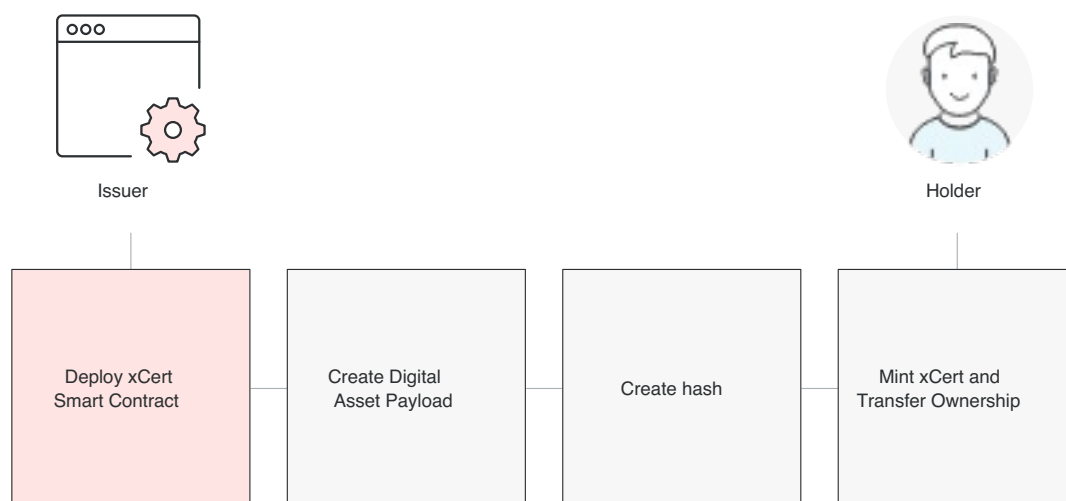 Issuer
Holder
Deploy xCert
Smart Contract
Create Digital
Asset Payload
Create hash
Mint xCert and
Transfer Ownership